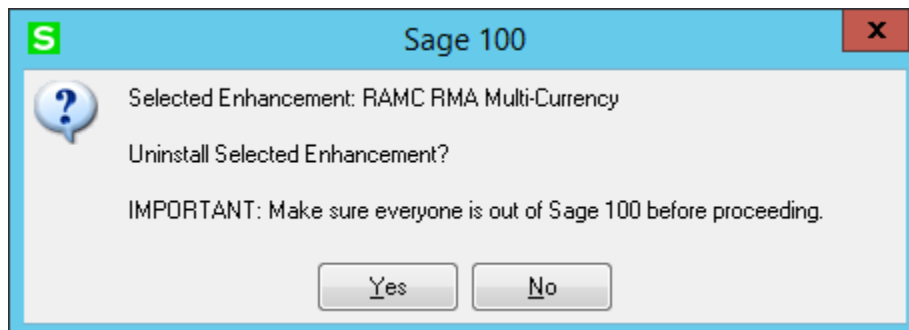 S
Sage 100
x
?
Selected Enhancement: RAMC RMA Multi-Currency
Uninstall Selected Enhancement?
IMPORTANT: Make sure everyone is out of Sage 100 before proceeding.
Yes
No